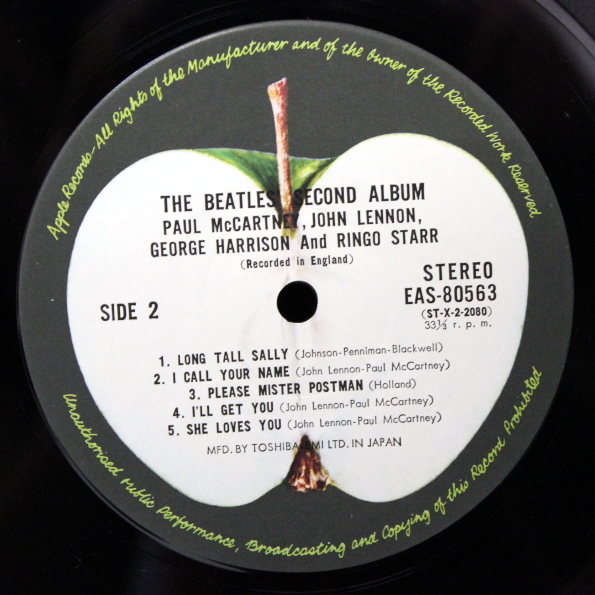 Apple Records-All Rights of the Manufacturer and of the Owner of the Recorded Work Reserved
THE BEATLES' SECOND ALBUM
PAUL McCARTNEY, JOHN LENNON,
GEORGE HARRISON And RINGO STARR
(Recorded in England)
SIDE 2
STEREO
EAS-80563
(ST-X-2-2080)
33⅓ r. p. m.
1. LONG TALL SALLY (Johnson-Penniman-Blackwell)
2. I CALL YOUR NAME (John Lennon-Paul McCartney)
3. PLEASE MISTER POSTMAN (Holland)
4. I'LL GET YOU (John Lennon-Paul McCartney)
5. SHE LOVES YOU (John Lennon-Paul McCartney)
MFD. BY TOSHIBA-EMI LTD. IN JAPAN
Unauthorised Public Performance, Broadcasting and Copying of this Record Prohibited